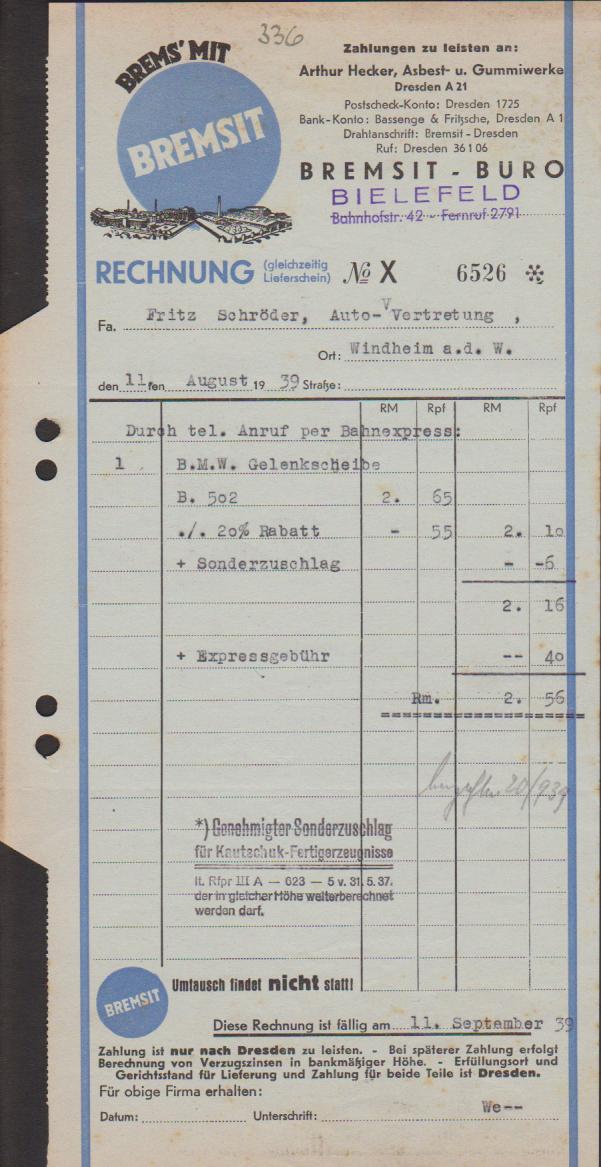 336
BREMS' MIT
BREMSIT
Zahlungen zu leisten an:
Arthur Hecker, Asbest- u. Gummiwerke
Dresden A 21
Postscheck-Konto: Dresden 1725
Bank-Konto: Bassenge & Fritzsche, Dresden A 1
Drahtanschrift: Bremsit-Dresden
Ruf: Dresden 36106
BREMSIT - BÜRO
BIELEFELD
Bahnhofstr. 42 - Fernruf 2791
RECHNUNG (gleichzeitig Lieferschein) No X 6526 *
Fa. Fritz Schröder, Auto-Vertretung ,
Ort: Windheim a.d. W.
den 11ten August 1939 Straße:
RM Rpf RM Rpf
Durch tel. Anruf per Bahnexpress:
1 B.M.W. Gelenkscheibe
B. 502 2. 65
./. 20% Rabatt - 55 2. 10
+ Sonderzuschlag - -6
2. 16
+ Expressgebühr -- 40
Rm. 2. 56
20/9 39
*) Genehmigter Sonderzuschlag
für Kautschuk-Fertigerzeugnisse
lt. Rfpr III A — 623 — 5 v. 31. 5. 37.
der in gleicher Höhe weiterberechnet
werden darf.
BREMSIT
Umtausch findet nicht statt!
Diese Rechnung ist fällig am 11. September 39
Zahlung ist nur nach Dresden zu leisten. - Bei späterer Zahlung erfolgt
Berechnung von Verzugszinsen in bankmäßiger Höhe. - Erfüllungsort und
Gerichtsstand für Lieferung und Zahlung für beide Teile ist Dresden.
Für obige Firma erhalten:
We--
Datum: Unterschrift: